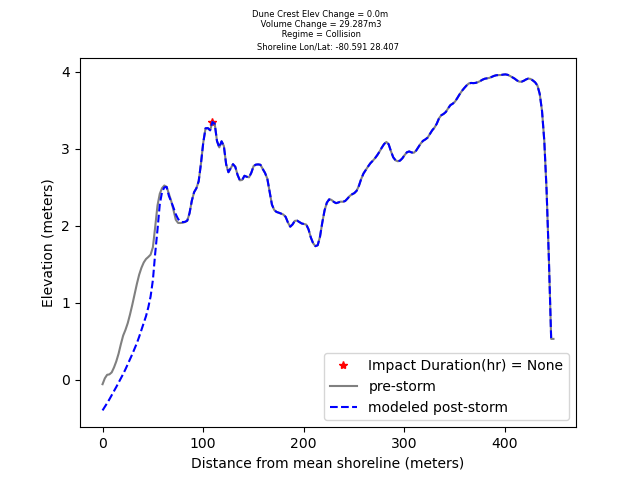 Dune Crest Elev Change = 0.0m
Volume Change = 29.287m3
Regime = Collision
Shoreline Lon/Lat: -80.591 28.407
4
3
2
1
0
Elevation (meters)
Impact Duration(hr) = None
pre-storm
modeled post-storm
0 100 200 300 400
Distance from mean shoreline (meters)